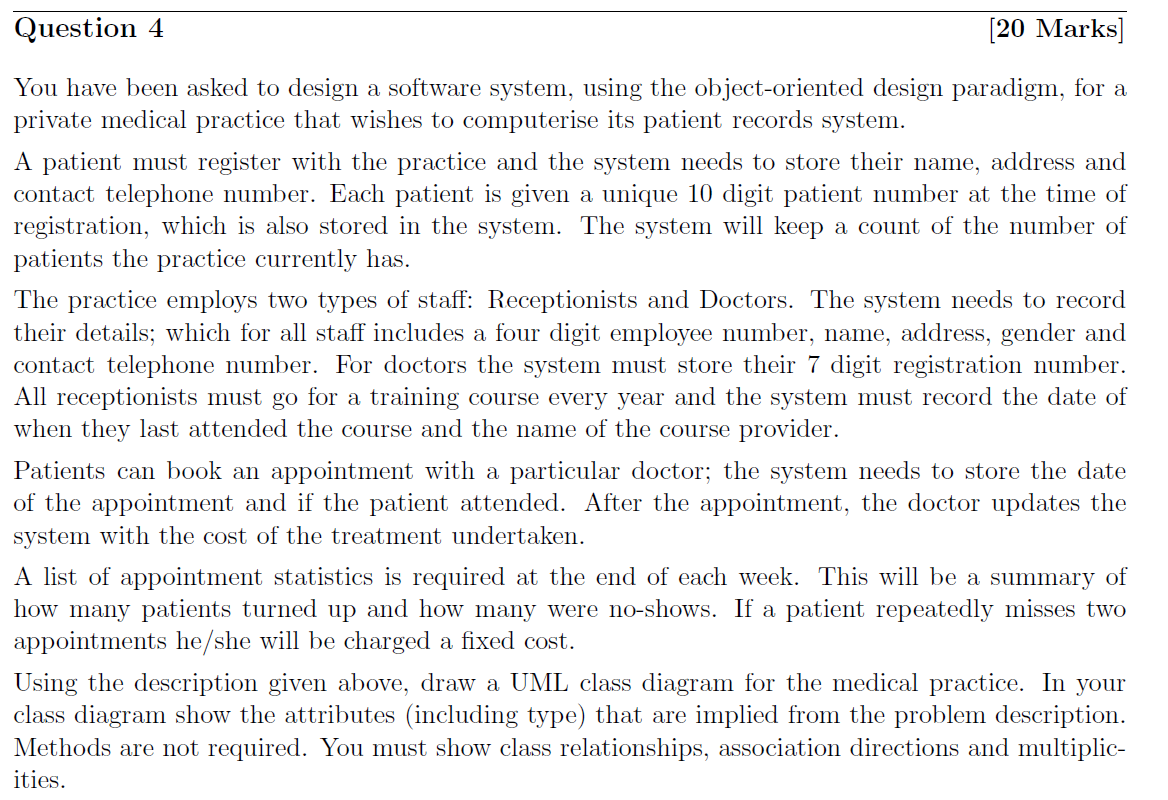 Question 4 [20 Marks]
You have been asked to design a software system, using the object-oriented design paradigm, for a
private medical practice that wishes to computerise its patient records system.
A patient must register with the practice and the system needs to store their name, address and
contact telephone number. Each patient is given a unique 10 digit patient number at the time of
registration, which is also stored in the system. The system will keep a count of the number of
patients the practice currently has.
The practice employs two types of staff: Receptionists and Doctors. The system needs to record
their details; which for all staff includes a four digit employee number, name, address, gender and
contact telephone number. For doctors the system must store their 7 digit registration number.
All receptionists must go for a training course every year and the system must record the date of
when they last attended the course and the name of the course provider.
Patients can book an appointment with a particular doctor; the system needs to store the date
of the appointment and if the patient attended. After the appointment, the doctor updates the
system with the cost of the treatment undertaken.
A list of appointment statistics is required at the end of each week. This will be a summary of
how many patients turned up and how many were no-shows. If a patient repeatedly misses two
appointments he/she will be charged a fixed cost.
Using the description given above, draw a UML class diagram for the medical practice. In your
class diagram show the attributes (including type) that are implied from the problem description.
Methods are not required. You must show class relationships, association directions and multiplic-
ities.